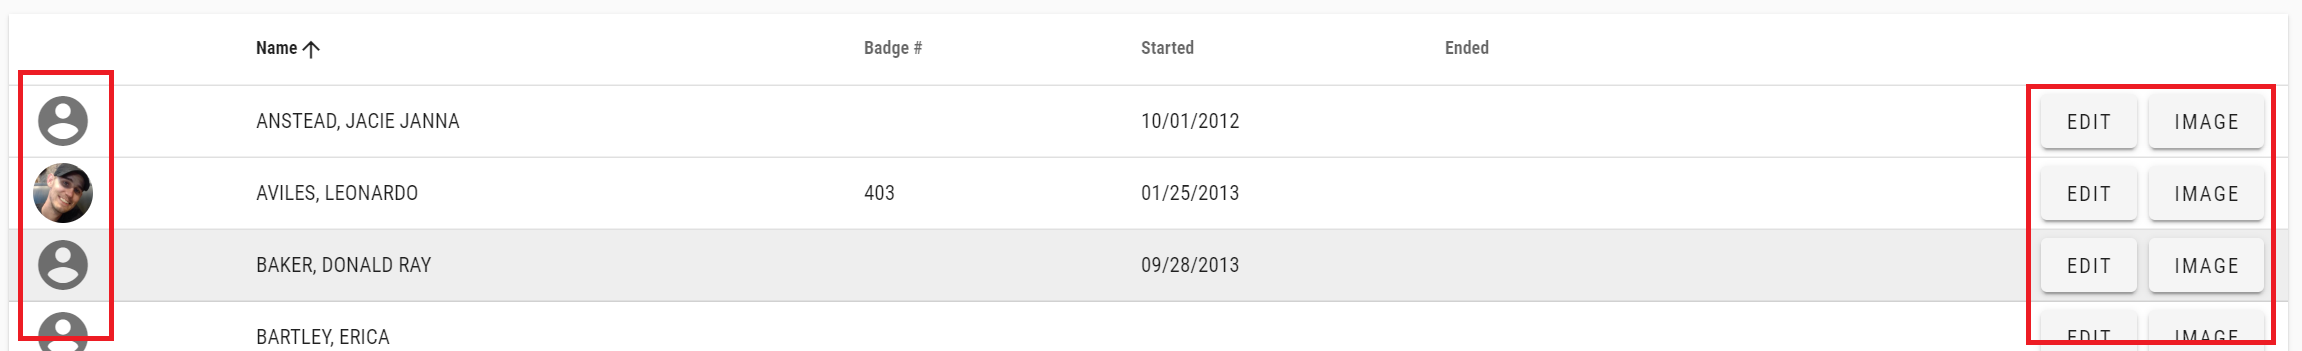 Name Badge # Started Ended
ANSTEAD, JACIE JANNA 10/01/2012 EDIT IMAGE
AVILES, LEONARDO 403 01/25/2013 EDIT IMAGE
BAKER, DONALD RAY 09/28/2013 EDIT IMAGE
BARTLEY, ERICA EDIT IMAGE